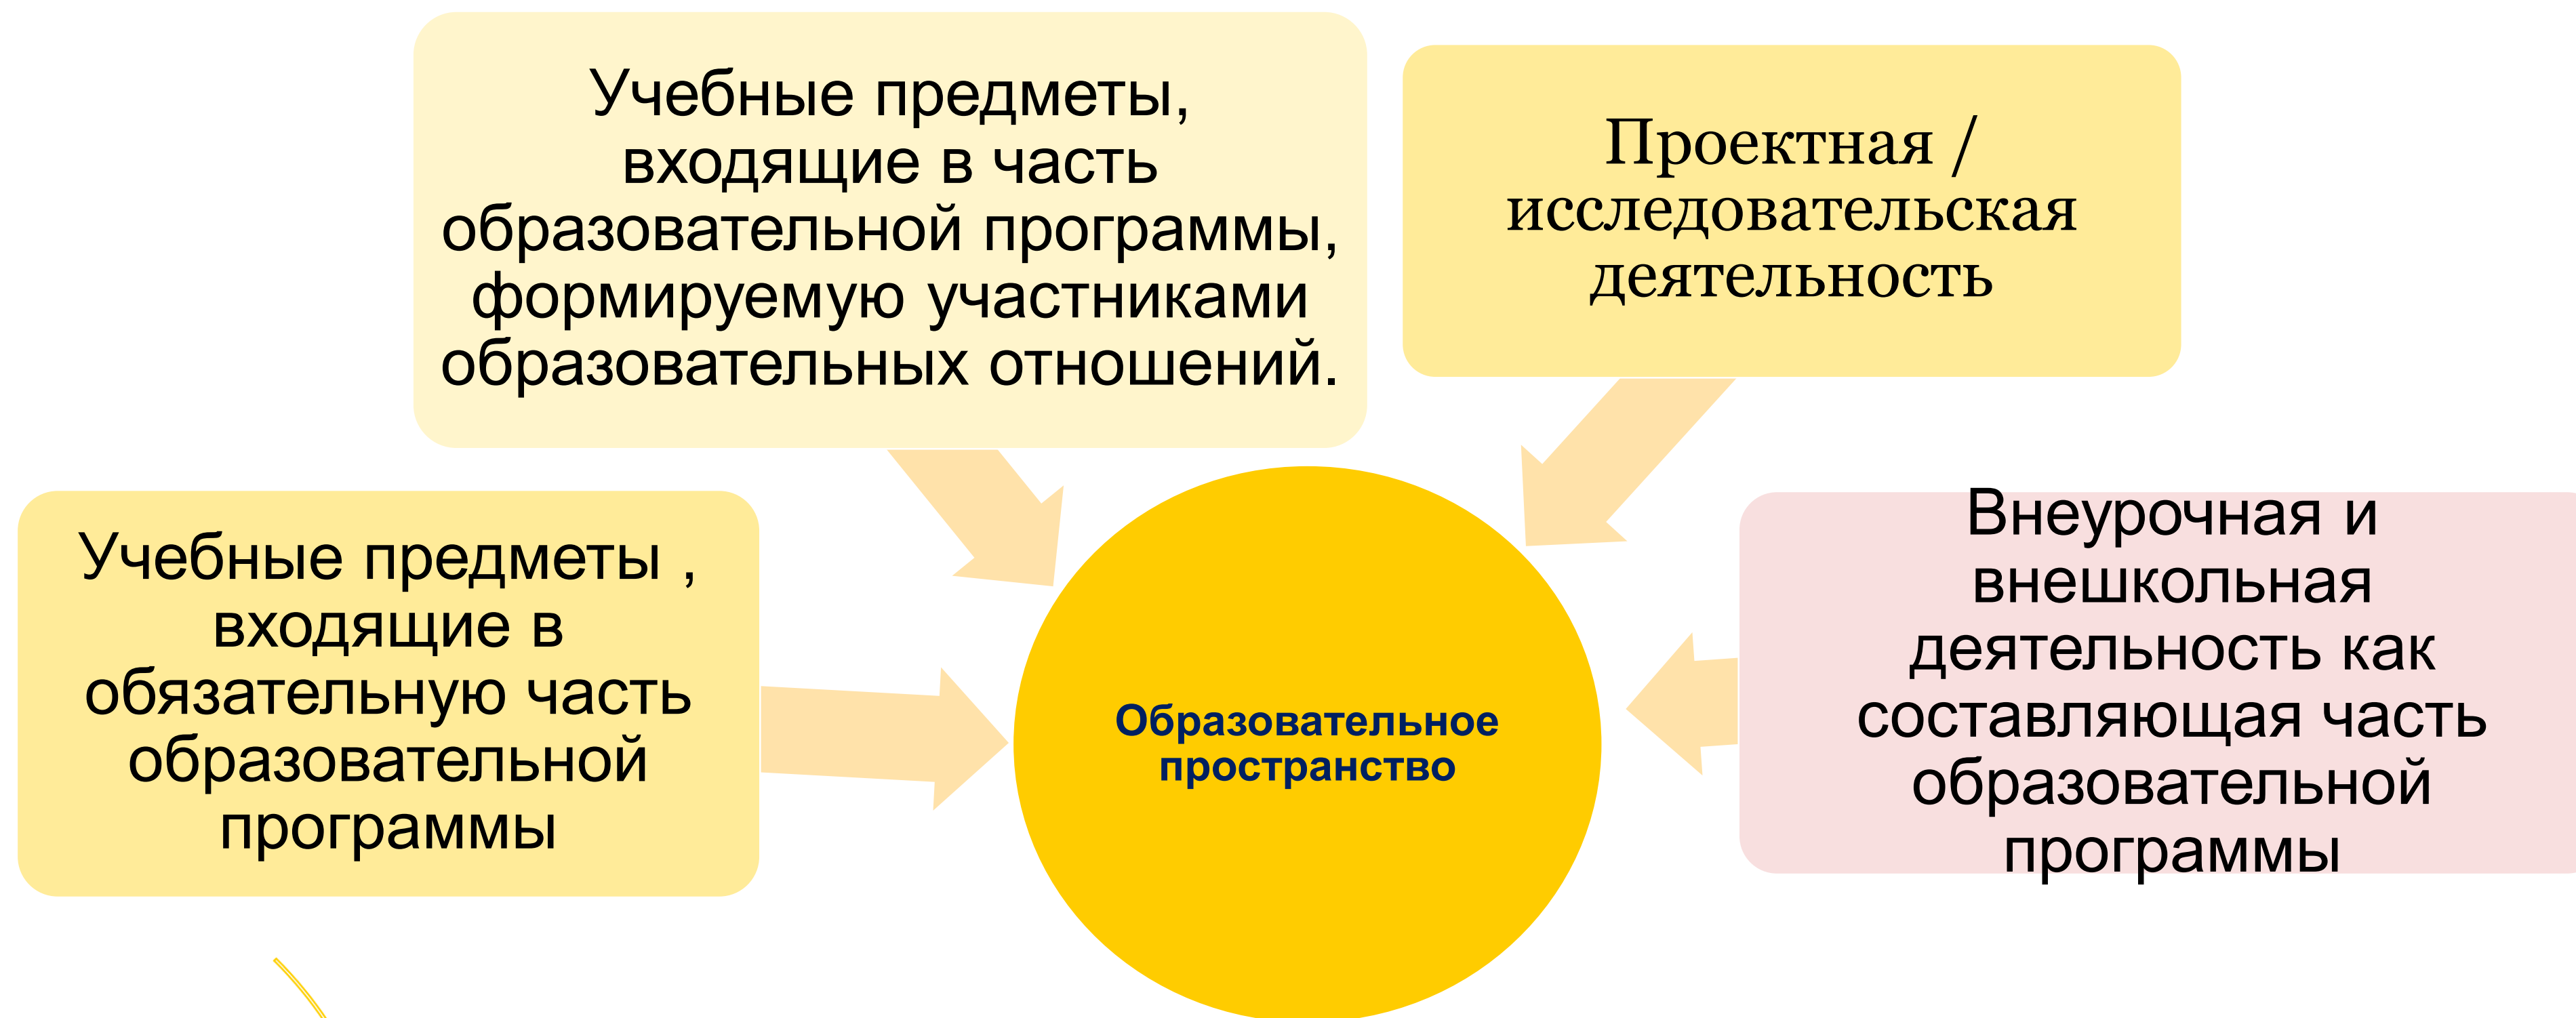 Учебные предметы,
входящие в часть
образовательной программы,
формируемую участниками
образовательных отношений.
Проектная /
исследовательская
деятельность
Учебные предметы ,
входящие в
обязательную часть
образовательной
программы
Образовательное
пространство
Внеурочная и
внешкольная
деятельность как
составляющая часть
образовательной
программы